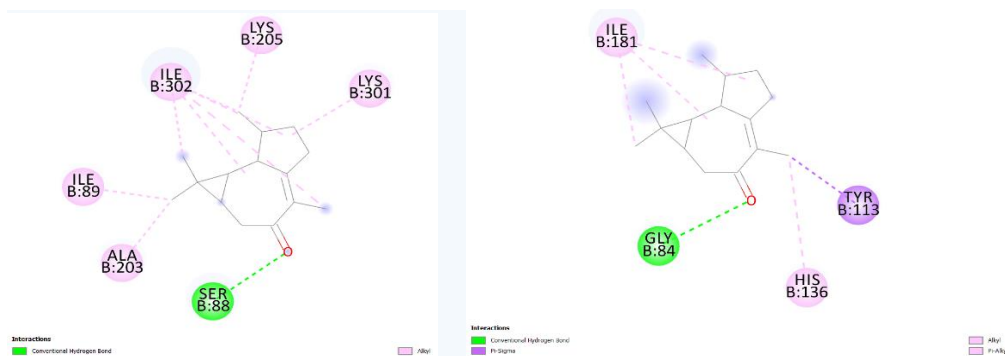 LYS
B:205
ILE
B:302
LYS
B:301
ILE
B:89
ALA
B:203
O
SER
B:88
Interactions
Conventional Hydrogen Bond
Alkyl
ILE
B:181
O
TYR
B:113
GLY
B:84
HIS
B:136
Interactions
Conventional Hydrogen Bond
Pi-Sigma
Alkyl
Pi-Alky